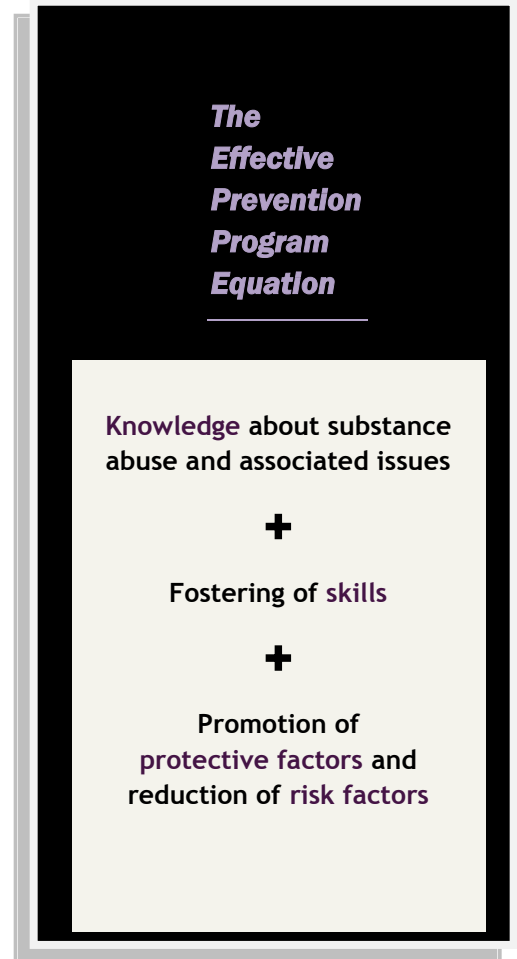 The
Effective
Prevention
Program
Equation
Knowledge about substance
abuse and associated issues
+
Fostering of skills
+
Promotion of
protective factors and
reduction of risk factors